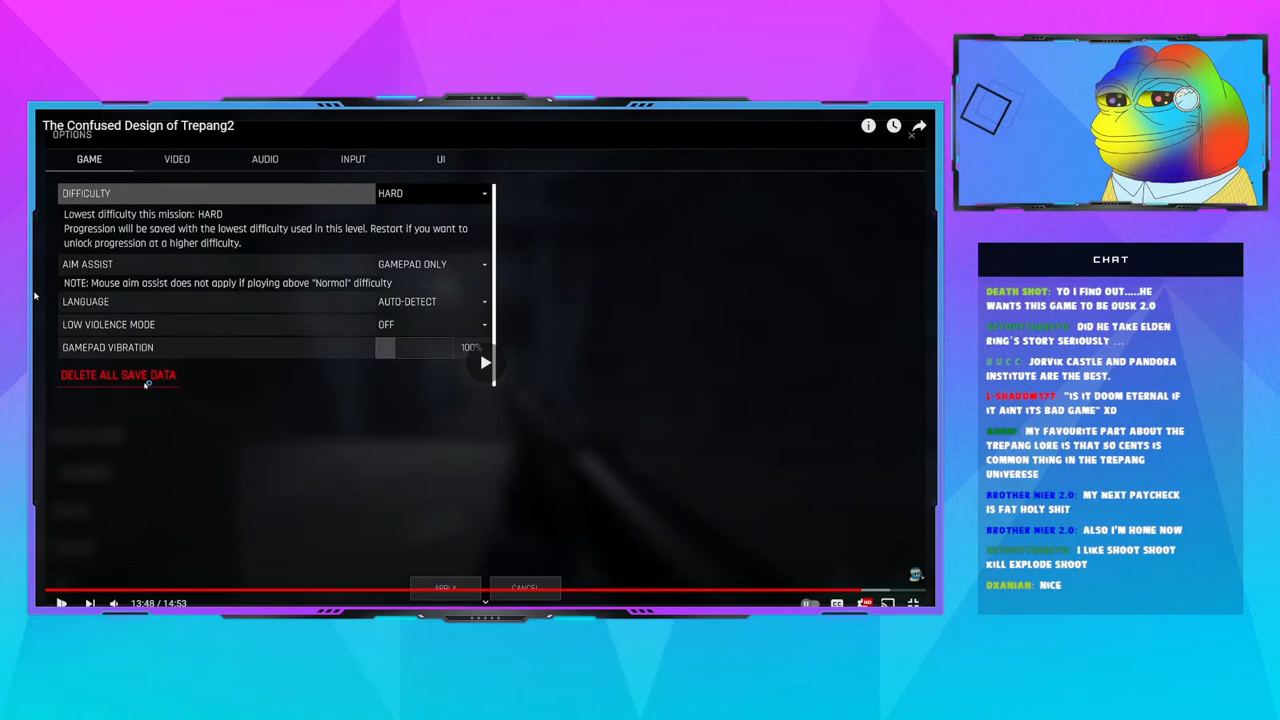 The Confused Design of Trepang2
OPTIONS
GAME VIDEO AUDIO INPUT UI
DIFFICULTY HARD
Lowest difficulty this mission: HARD
Progression will be saved with the lowest difficulty used in this level. Restart if you want to
unlock progression at a higher difficulty.
AIM ASSIST GAMEPAD ONLY
NOTE: Mouse aim assist does not apply if playing above "Normal" difficulty
LANGUAGE AUTO-DETECT
LOW VIOLENCE MODE OFF
GAMEPAD VIBRATION 100%
DELETE ALL SAVE DATA
APPLY CANCEL
13:48 / 14:53
CC HD
CHAT
DEATH SHOT: YO I FIND OUT.....HE
WANTS THIS GAME TO BE DUSK 2.0
DID HE TAKE ELDEN
RING'S STORY SERIOUSLY ...
B U C C: JORVIK CASTLE AND PANDORA
INSTITUTE ARE THE BEST.
L-SHADOW177: "IS IT DOOM ETERNAL IF
IT AINT ITS BAD GAME" XO
MY FAVOURITE PART ABOUT THE
TREPANG LORE IS THAT 50 CENTS IS
COMMON THING IN THE TREPANG
UNIVERESE
BROTHER NIER 2.0: MY NEXT PAYCHECK
IS FAT HOLY SHIT
BROTHER NIER 2.0: ALSO I'M HOME NOW
I LIKE SHOOT SHOOT
KILL EXPLODE SHOOT
DXANIAN: NICE